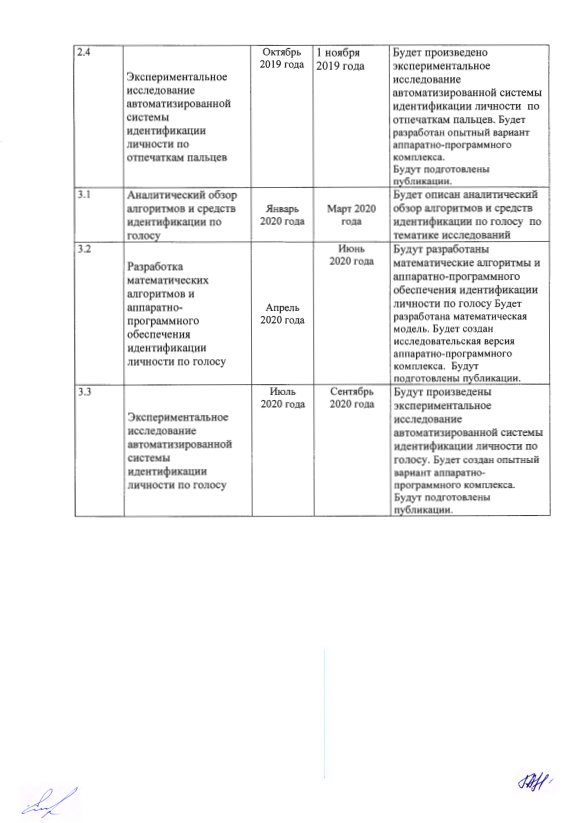 2.4
Экспериментальное
исследование
автоматизированной
системы
идентификации
личности по
отпечаткам пальцев
Октябрь
2019 года
1 ноября
2019 года
Будет произведено
экспериментальное
исследование
автоматизированной системы
идентификации личности по
отпечаткам пальцев. Будет
разработан опытный вариант
аппаратно-программного
комплекса.
Будут подготовлены
публикации.
3.1
Аналитический обзор
алгоритмов и средств
идентификации по
голосу
Январь
2020 года
Март 2020
года
Будет описан аналитический
обзор алгоритмов и средств
идентификации по голосу по
тематике исследований
3.2
Разработка
математических
алгоритмов и
аппаратно-
программного
обеспечения
идентификации
личности по голосу
Апрель
2020 года
Июнь
2020 года
Будут разработаны
математические алгоритмы и
аппаратно-программного
обеспечения идентификации
личности по голосу Будет
разработана математическая
модель. Будет создан
исследовательская версия
аппаратно-программного
комплекса. Будут
подготовлены публикации.
3.3
Экспериментальное
исследование
автоматизированной
системы
идентификации
личности по голосу
Июль
2020 года
Сентябрь
2020 года
Будут произведены
экспериментальное
исследование
автоматизированной системы
идентификации личности по
голосу. Будет создан опытный
вариант аппаратно-
программного комплекса.
Будут подготовлены
публикации.